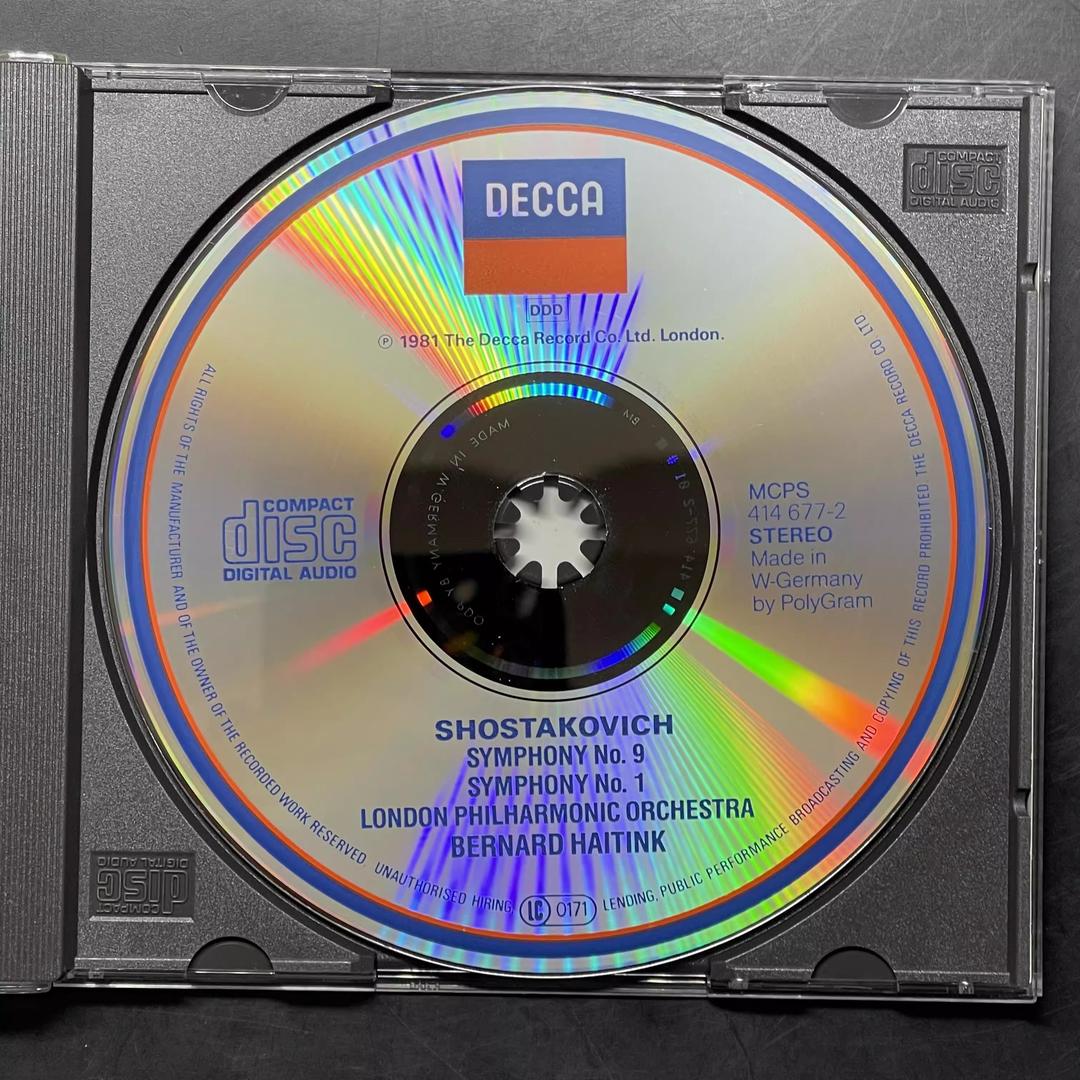 DECCA
DDD
℗ 1981 The Decca Record Co. Ltd. London.
COMPACT
disc
DIGITAL AUDIO
COMPACT
disc
DIGITAL AUDIO
MCPS
414 677-2
STEREO
Made in
W-Germany
by PolyGram
MADE IN W.GERMANY BY
SHOSTAKOVICH
SYMPHONY No. 9
SYMPHONY No. 1
LONDON PHILHARMONIC ORCHESTRA
BERNARD HAITINK
ALL RIGHTS OF THE MANUFACTURER AND OF THE OWNER OF THE RECORDED WORK RESERVED. UNAUTHORISED HIRING, LENDING, PUBLIC PERFORMANCE BROADCASTING AND COPYING OF THIS RECORD PROHIBITED. THE DECCA RECORD CO. LTD.
LC 0171
COMPACT
disc
DIGITAL AUDIO